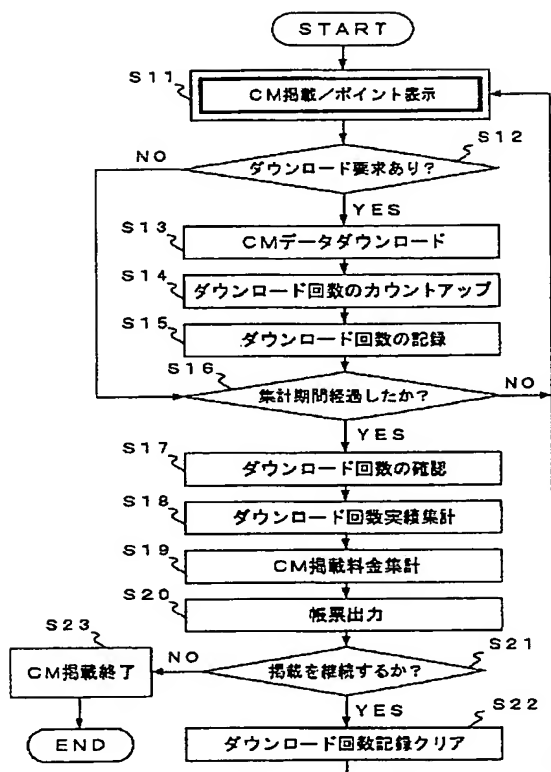 START
S11
CM掲載/ポイント表示
S12
ダウンロード要求あり?
NO
YES
S13
CMデータダウンロード
S14
ダウンロード回数のカウントアップ
S15
ダウンロード回数の記録
S16
集計期間経過したか?
NO
YES
S17
ダウンロード回数の確認
S18
ダウンロード回数実績集計
S19
CM掲載料金集計
S20
帳票出力
S21
掲載を継続するか?
NO
S23
CM掲載終了
END
YES
S22
ダウンロード回数記録クリア